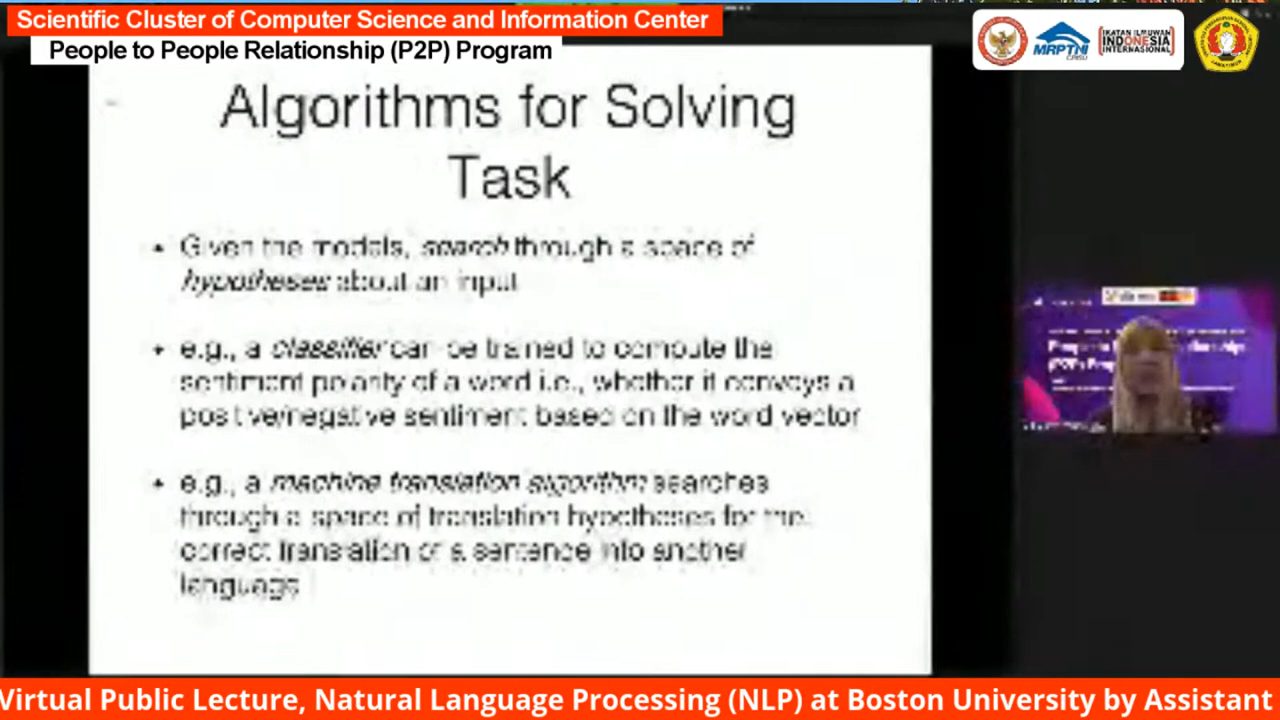 Scientific Cluster of Computer Science and Information Center
People to People Relationship (P2P) Program
MRPTNI
IKATAN ILMUWAN
INDONESIA
INTERNASIONAL
Algorithms for Solving
Task
• Given the models, search through a space of
hypotheses about an input
• e.g., a classifier can be trained to compute the
sentiment polarity of a word i.e., whether it conveys a
positive/negative sentiment based on the word vector
• e.g., a machine translation algorithm searches
through a space of translation hypotheses for the
correct translation of a sentence into another
language
Virtual Public Lecture, Natural Language Processing (NLP) at Boston University by Assistant